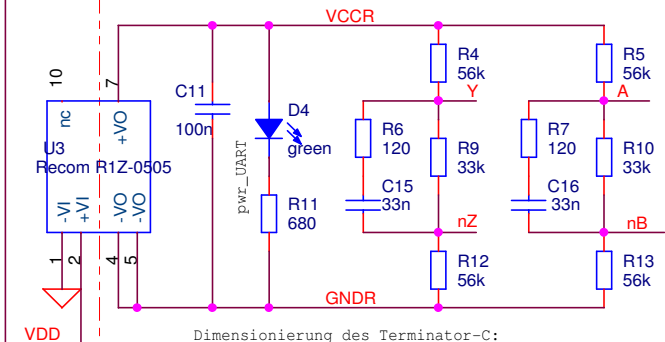 VCCR
10
nc
7
+VO
U3
Recom R1Z-0505
-VI
+VI
-VO
-VO
1
2
4
5
VDD
C11
100n
D4
green
pwr_UART
R11
680
R4
56k
Y
R6
120
R9
33k
C15
33n
nZ
R12
56k
R5
56k
A
R7
120
R10
33k
C16
33n
nB
R13
56k
GNDR
Dimensionierung des Terminator-C: